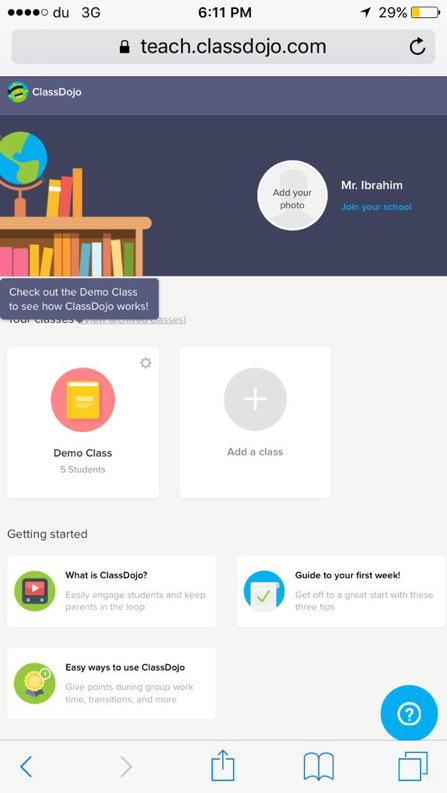 du 3G 6:11 PM 29%
teach.classdojo.com
ClassDojo
Add your
photo
Mr. Ibrahim
Join your school
Check out the Demo Class
to see how ClassDojo works!
Your classes (View archived classes)
Demo Class
5 Students
Add a class
Getting started
What is ClassDojo?
Easily engage students and keep
parents in the loop
Guide to your first week!
Get off to a great start with these
three tips
Easy ways to use ClassDojo
Give points during group work
time, transitions, and more
?